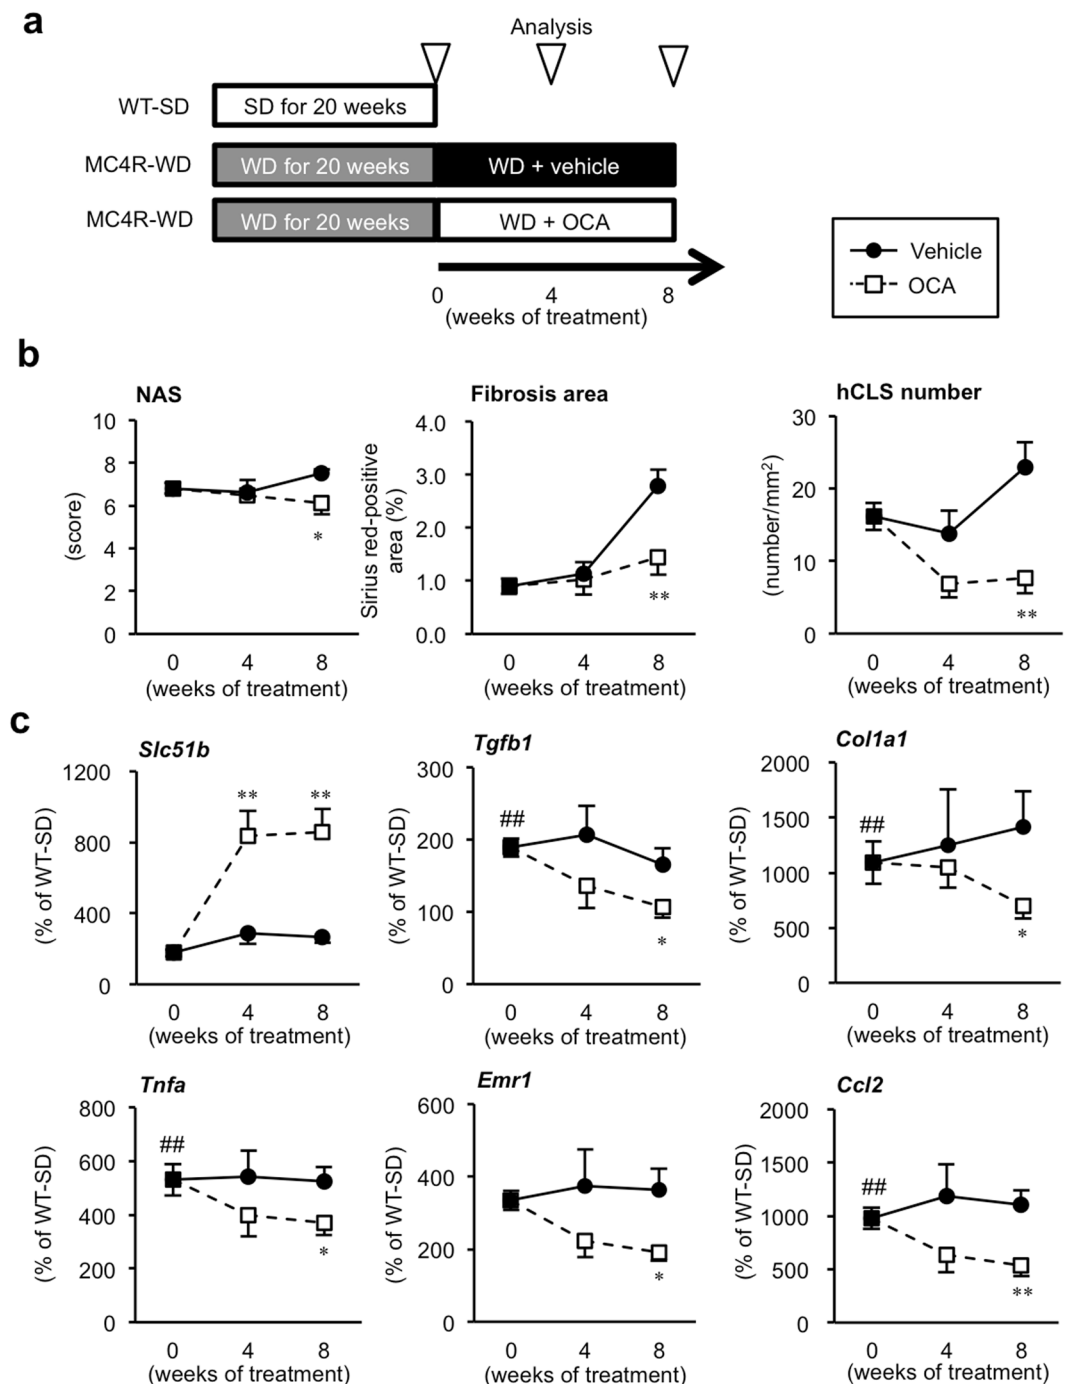 a
Analysis
WT-SD
SD for 20 weeks
MC4R-WD
WD for 20 weeks
WD + vehicle
MC4R-WD
WD for 20 weeks
WD + OCA
0 4 8
(weeks of treatment)
Vehicle
OCA
b
NAS
(score)
10
8
6
4
2
0
*
0 4 8
(weeks of treatment)
Fibrosis area
Sirius red-positive
area (%)
4.0
3.0
2.0
1.0
0.0
**
0 4 8
(weeks of treatment)
hCLS number
(number/mm²)
30
20
10
0
**
0 4 8
(weeks of treatment)
c
Slc51b
(% of WT-SD)
1200
800
400
0
** **
0 4 8
(weeks of treatment)
Tgfb1
(% of WT-SD)
300
200
100
0
##
*
0 4 8
(weeks of treatment)
Col1a1
(% of WT-SD)
2000
1500
1000
500
0
##
*
0 4 8
(weeks of treatment)
Tnfa
(% of WT-SD)
800
600
400
200
0
##
*
0 4 8
(weeks of treatment)
Emr1
(% of WT-SD)
600
400
200
0
*
0 4 8
(weeks of treatment)
Ccl2
(% of WT-SD)
2000
1500
1000
500
0
##
**
0 4 8
(weeks of treatment)